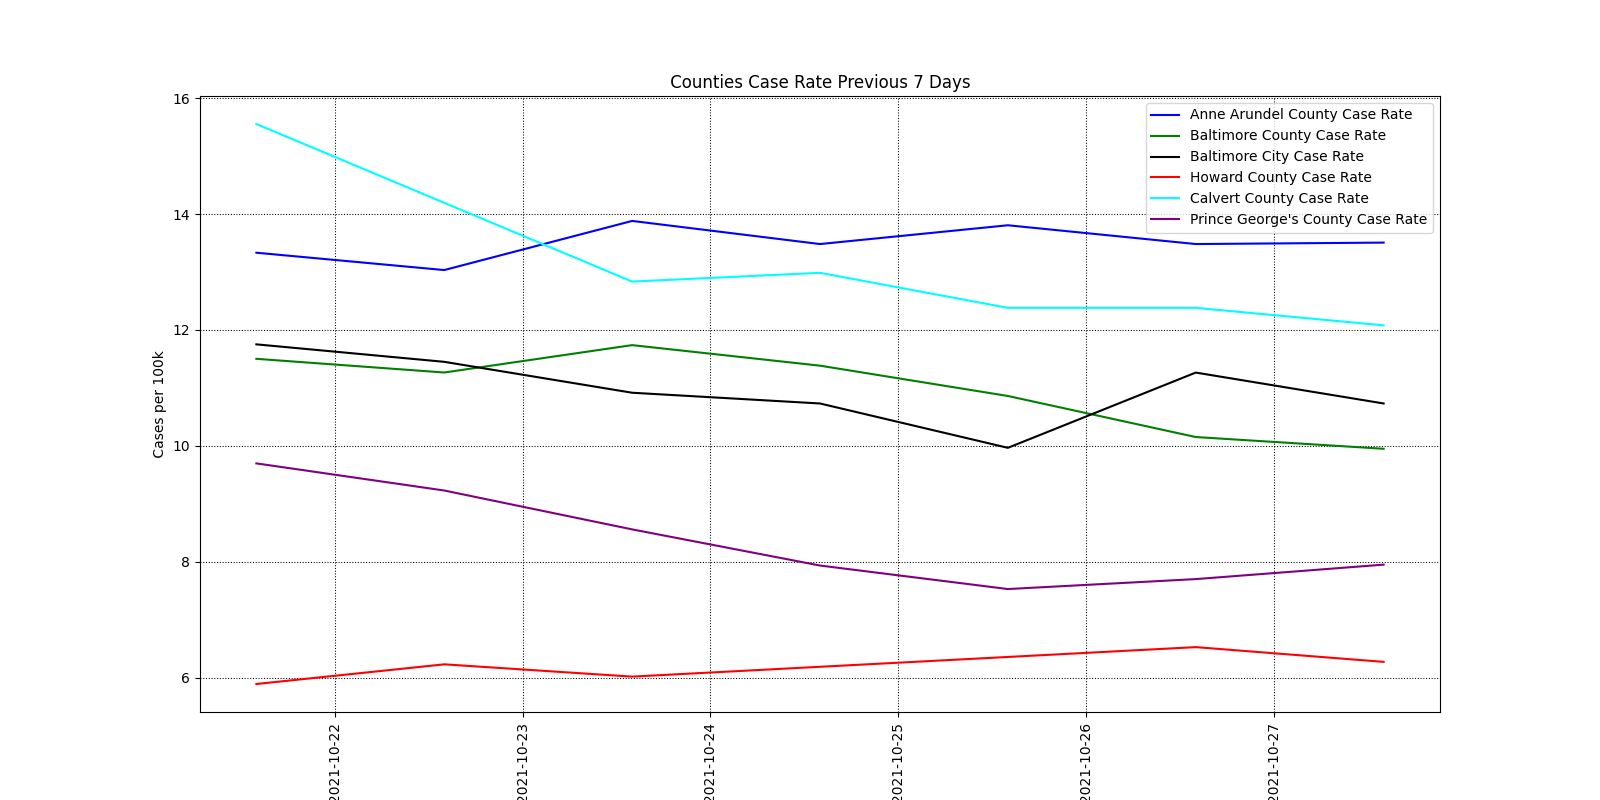 Counties Case Rate Previous 7 Days
16
14
12
10
8
6
Cases per 100k
Anne Arundel County Case Rate
Baltimore County Case Rate
Baltimore City Case Rate
Howard County Case Rate
Calvert County Case Rate
Prince George's County Case Rate
2021-10-22
2021-10-23
2021-10-24
2021-10-25
2021-10-26
2021-10-27